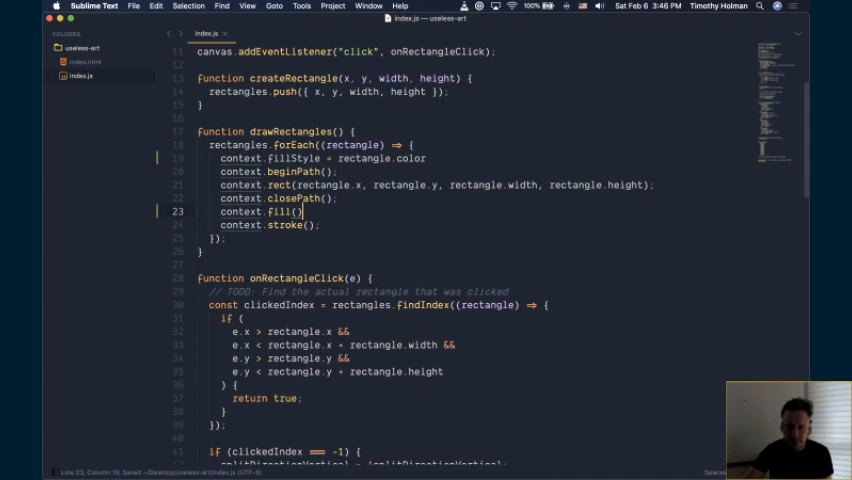 Sublime Text File Edit Selection Find View Goto Tools Project Window Help 100% Sat Feb 6 3:46 PM Timothy Holman
index.js — useless-art
FOLDERS
useless-art
index.html
index.js
index.js
11 canvas.addEventListener("click", onRectangleClick);
12
13 function createRectangle(x, y, width, height) {
14 rectangles.push({ x, y, width, height });
15 }
16
17 function drawRectangles() {
18 rectangles.forEach((rectangle) => {
19 context.fillStyle = rectangle.color
20 context.beginPath();
21 context.rect(rectangle.x, rectangle.y, rectangle.width, rectangle.height);
22 context.closePath();
23 context.fill()
24 context.stroke();
25 });
26 }
27
28 function onRectangleClick(e) {
29 // TODO: Find the actual rectangle that was clicked
30 const clickedIndex = rectangles.findIndex((rectangle) => {
31 if (
32 e.x > rectangle.x &&
33 e.x < rectangle.x + rectangle.width &&
34 e.y > rectangle.y &&
35 e.y < rectangle.y + rectangle.height
36 ) {
37 return true;
38 }
39 });
40
41 if (clickedIndex === -1) {
splitDirectionVertical = !splitDirectionVertical;
Line 23, Column 19; Saved ~/Desktop/useless-art/index.js (UTF-8)
Spaces